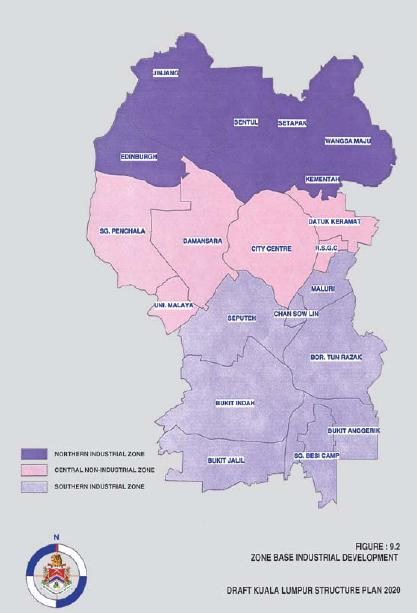 JINJANG
SENTUL
SETAPAK
WANGSA MAJU
EDINBURGH
KEMENTAH
DATUK KERAMAT
SG. PENCHALA
DAMANSARA
CITY CENTRE
R.S.G.C
MALURI
UNI. MALAYA
SEPUTEH
CHAN SOW LIN
BDR. TUN RAZAK
BUKIT INDAH
BUKIT ANGGERIK
BUKIT JALIL
SG. BESI CAMP
NORTHERN INDUSTRIAL ZONE
CENTRAL NON-INDUSTRIAL ZONE
SOUTHERN INDUSTRIAL ZONE
N
FIGURE : 9.2
ZONE BASE INDUSTRIAL DEVELOPMENT
DRAFT KUALA LUMPUR STRUCTURE PLAN 2020